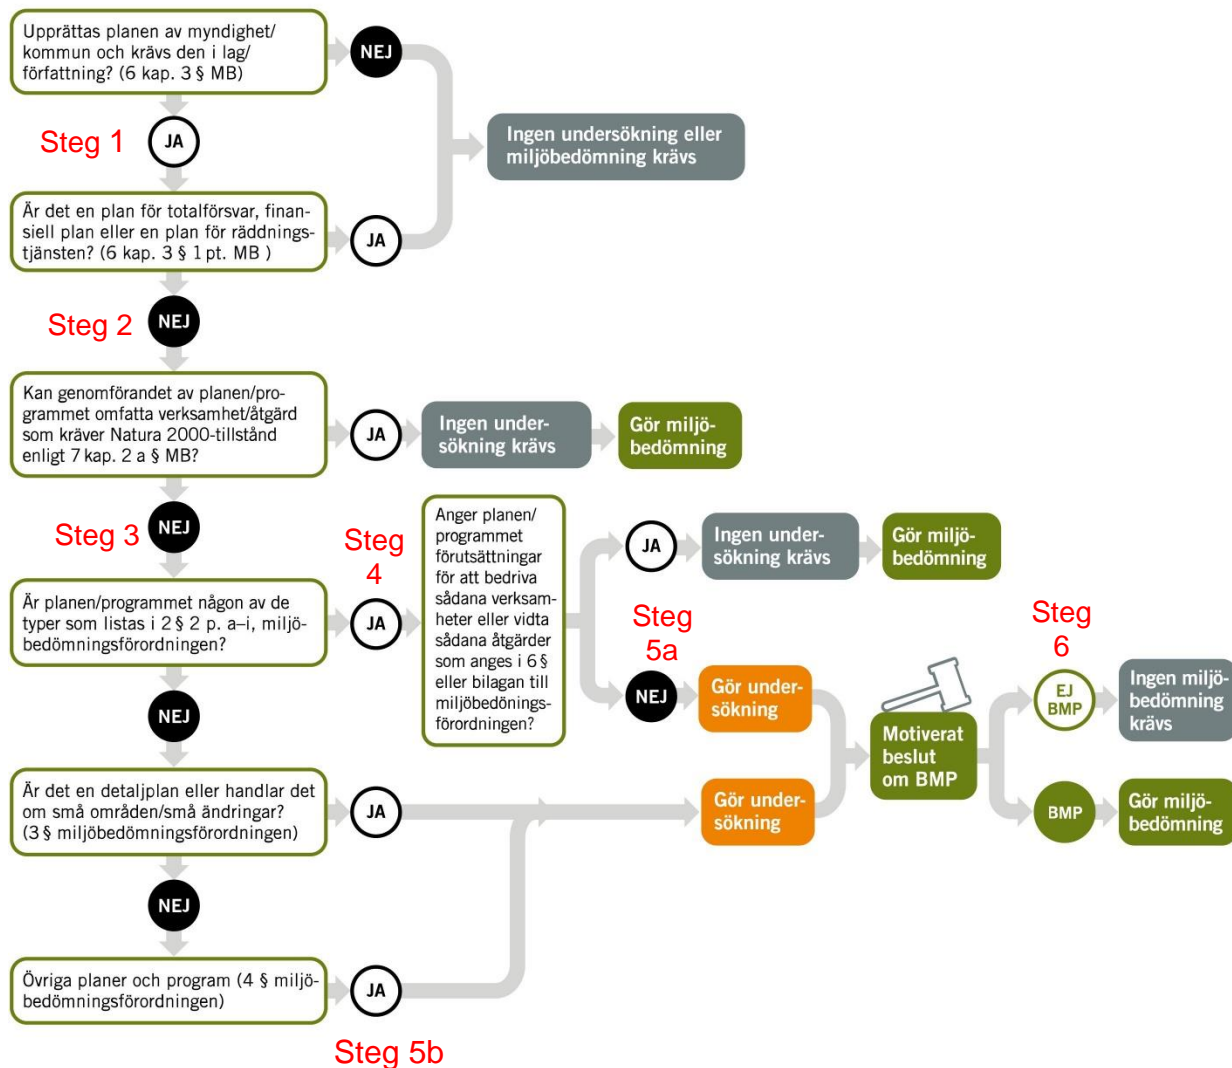 Upprättas planen av myndighet/
kommun och krävs den i lag/
författning? (6 kap. 3 § MB)
NEJ
Steg 1
JA
Ingen undersökning eller
miljöbedömning krävs
Är det en plan för totalförsvar, finan-
siell plan eller en plan för räddnings-
tjänsten? (6 kap. 3 § 1 pt. MB )
JA
Steg 2
NEJ
Kan genomförandet av planen/pro-
grammet omfatta verksamhet/åtgärd
som kräver Natura 2000-tillstånd
enligt 7 kap. 2 a § MB?
JA
Ingen under-
sökning krävs
Gör miljö-
bedömning
Steg 3
NEJ
Är planen/programmet någon av de
typer som listas i 2 § 2 p. a–i, miljö-
bedömningsförordningen?
Steg
4
JA
Anger planen/
programmet
förutsättningar
för att bedriva
sådana verksam-
heter eller vidta
sådana åtgärder
som anges i 6 §
eller bilagan till
miljöbedönings-
förordningen?
JA
Ingen under-
sökning krävs
Gör miljö-
bedömning
Steg
5a
NEJ
Gör under-
sökning
Motiverat
beslut
om BMP
Steg
6
EJ
BMP
Ingen miljö-
bedömning
krävs
BMP
Gör miljö-
bedömning
NEJ
Är det en detaljplan eller handlar det
om små områden/små ändringar?
(3 § miljöbedömningsförordningen)
JA
Gör under-
sökning
NEJ
Övriga planer och program (4 § miljö-
bedömningsförordningen)
JA
Steg 5b